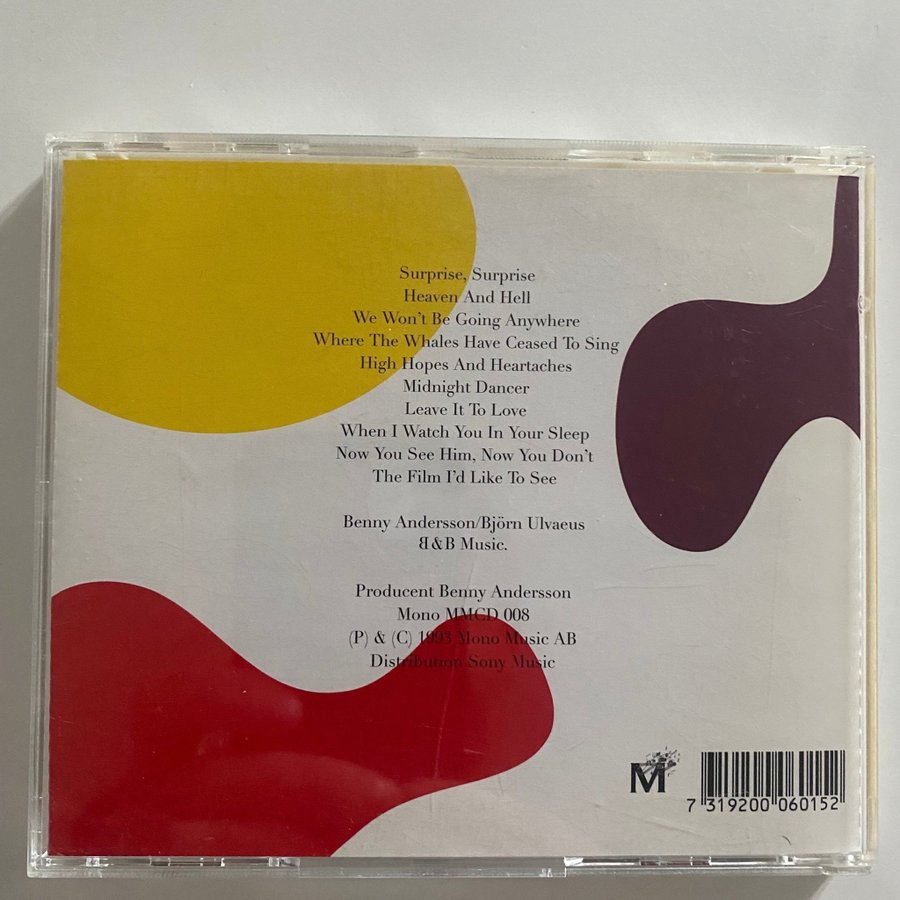 Surprise, Surprise
Heaven And Hell
We Won't Be Going Anywhere
Where The Whales Have Ceased To Sing
High Hopes And Heartaches
Midnight Dancer
Leave It To Love
When I Watch You In Your Sleep
Now You See Him, Now You Don't
The Film I'd Like To See
Benny Andersson/Björn Ulvaeus
B&B Music.
Producent Benny Andersson
Mono MMCD 008
(P) & (C) 1993 Mono Music AB
Distribution Sony Music
M
7 319200 060152